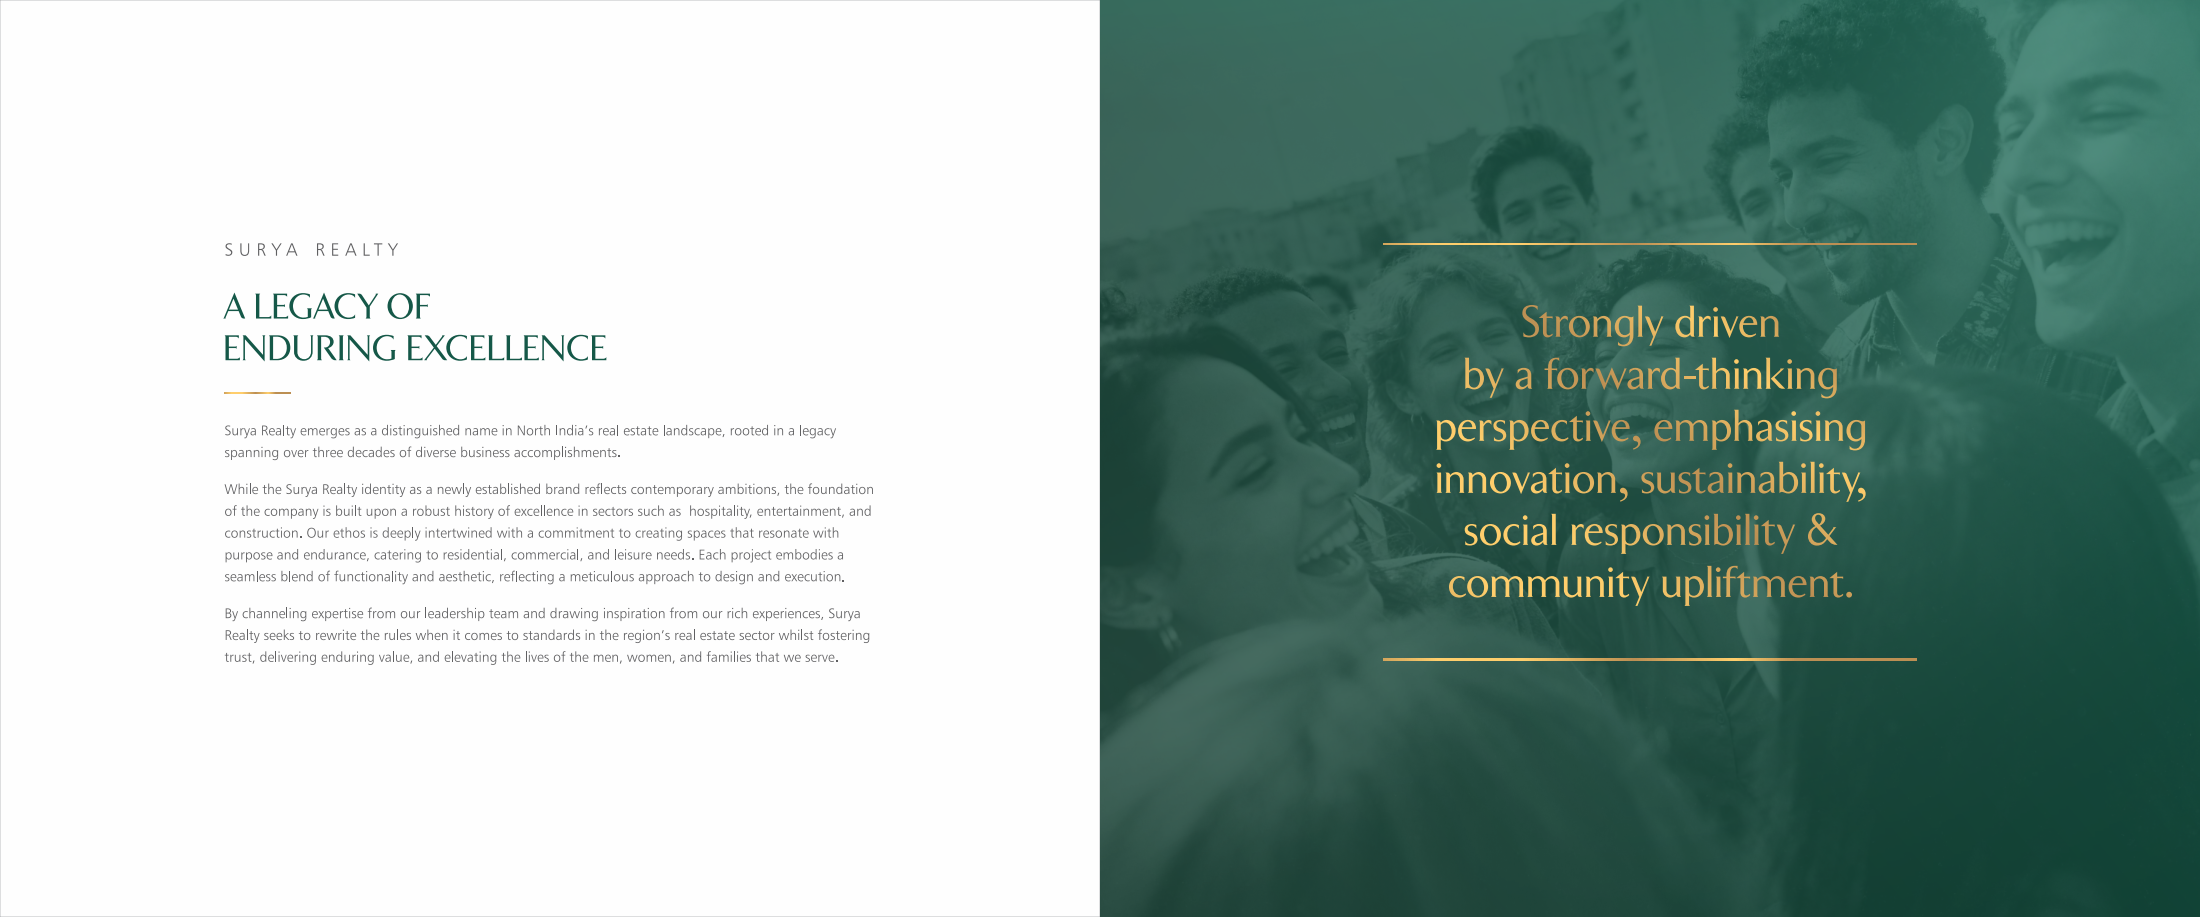 SURYA REALTY
A LEGACY OF
ENDURING EXCELLENCE
Surya Realty emerges as a distinguished name in North India's real estate landscape, rooted in a legacy
spanning over three decades of diverse business accomplishments.
While the Surya Realty identity as a newly established brand reflects contemporary ambitions, the foundation
of the company is built upon a robust history of excellence in sectors such as  hospitality, entertainment, and
construction. Our ethos is deeply intertwined with a commitment to creating spaces that resonate with
purpose and endurance, catering to residential, commercial, and leisure needs. Each project embodies a
seamless blend of functionality and aesthetic, reflecting a meticulous approach to design and execution.
By channeling expertise from our leadership team and drawing inspiration from our rich experiences, Surya
Realty seeks to rewrite the rules when it comes to standards in the region's real estate sector whilst fostering
trust, delivering enduring value, and elevating the lives of the men, women, and families that we serve.
Strongly driven
by a forward-thinking
perspective, emphasising
innovation, sustainability,
social responsibility &
community upliftment.